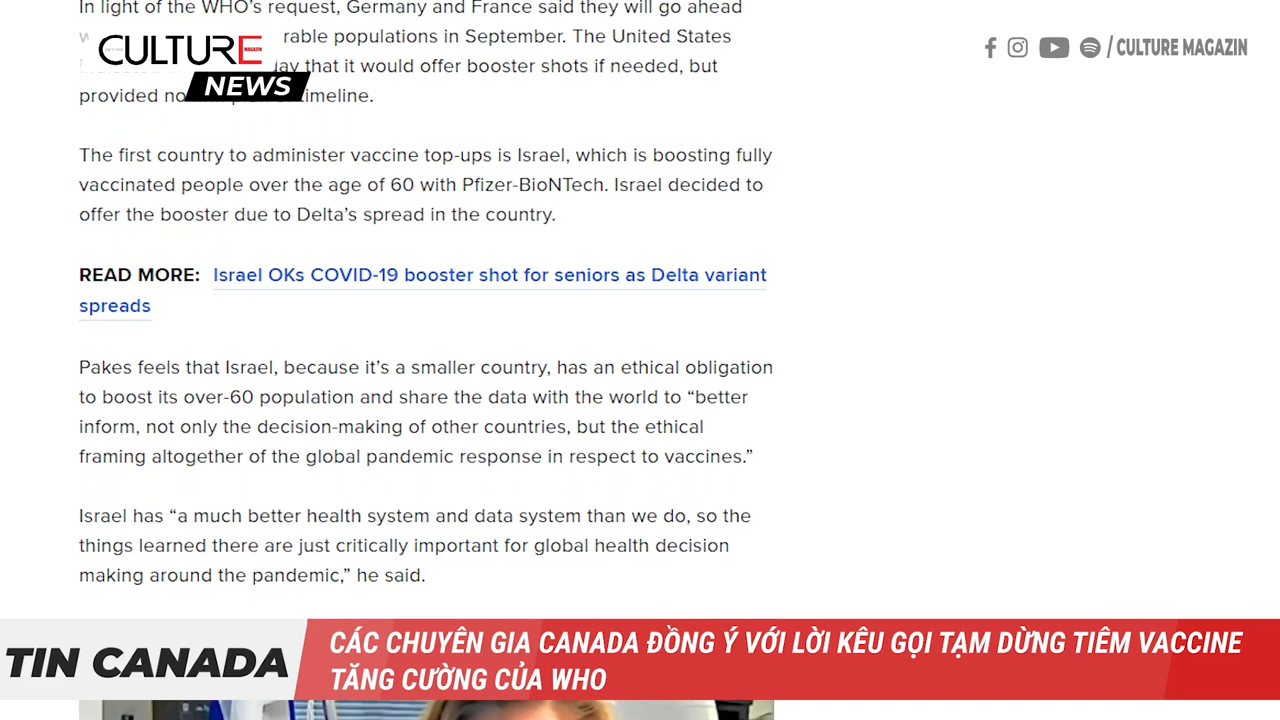 In light of the WHO's request, Germany and France said they will go ahead
populations in September. The United States
that it would offer booster shots if needed, but
provided timeline.
CULTURE
MAGAZIN
NEWS
/ CULTURE MAGAZIN
The first country to administer vaccine top-ups is Israel, which is boosting fully
vaccinated people over the age of 60 with Pfizer-BioNTech. Israel decided to
offer the booster due to Delta's spread in the country.
READ MORE: Israel OKs COVID-19 booster shot for seniors as Delta variant
spreads
Pakes feels that Israel, because it's a smaller country, has an ethical obligation
to boost its over-60 population and share the data with the world to “better
inform, not only the decision-making of other countries, but the ethical
framing altogether of the global pandemic response in respect to vaccines.”
Israel has “a much better health system and data system than we do, so the
things learned there are just critically important for global health decision
making around the pandemic,” he said.
TIN CANADA
CÁC CHUYÊN GIA CANADA ĐỒNG Ý VỚI LỜI KÊU GỌI TẠM DỪNG TIÊM VACCINE
TĂNG CƯỜNG CỦA WHO